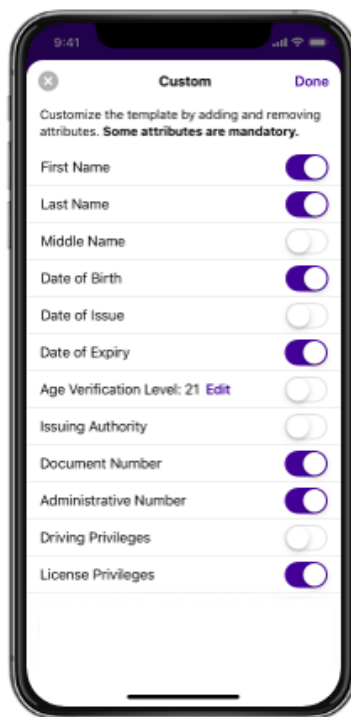 9:41
Custom
Done
Customize the template by adding and removing
attributes. Some attributes are mandatory.
First Name
Last Name
Middle Name
Date of Birth
Date of Issue
Date of Expiry
Age Verification Level: 21 Edit
Issuing Authority
Document Number
Administrative Number
Driving Privileges
License Privileges